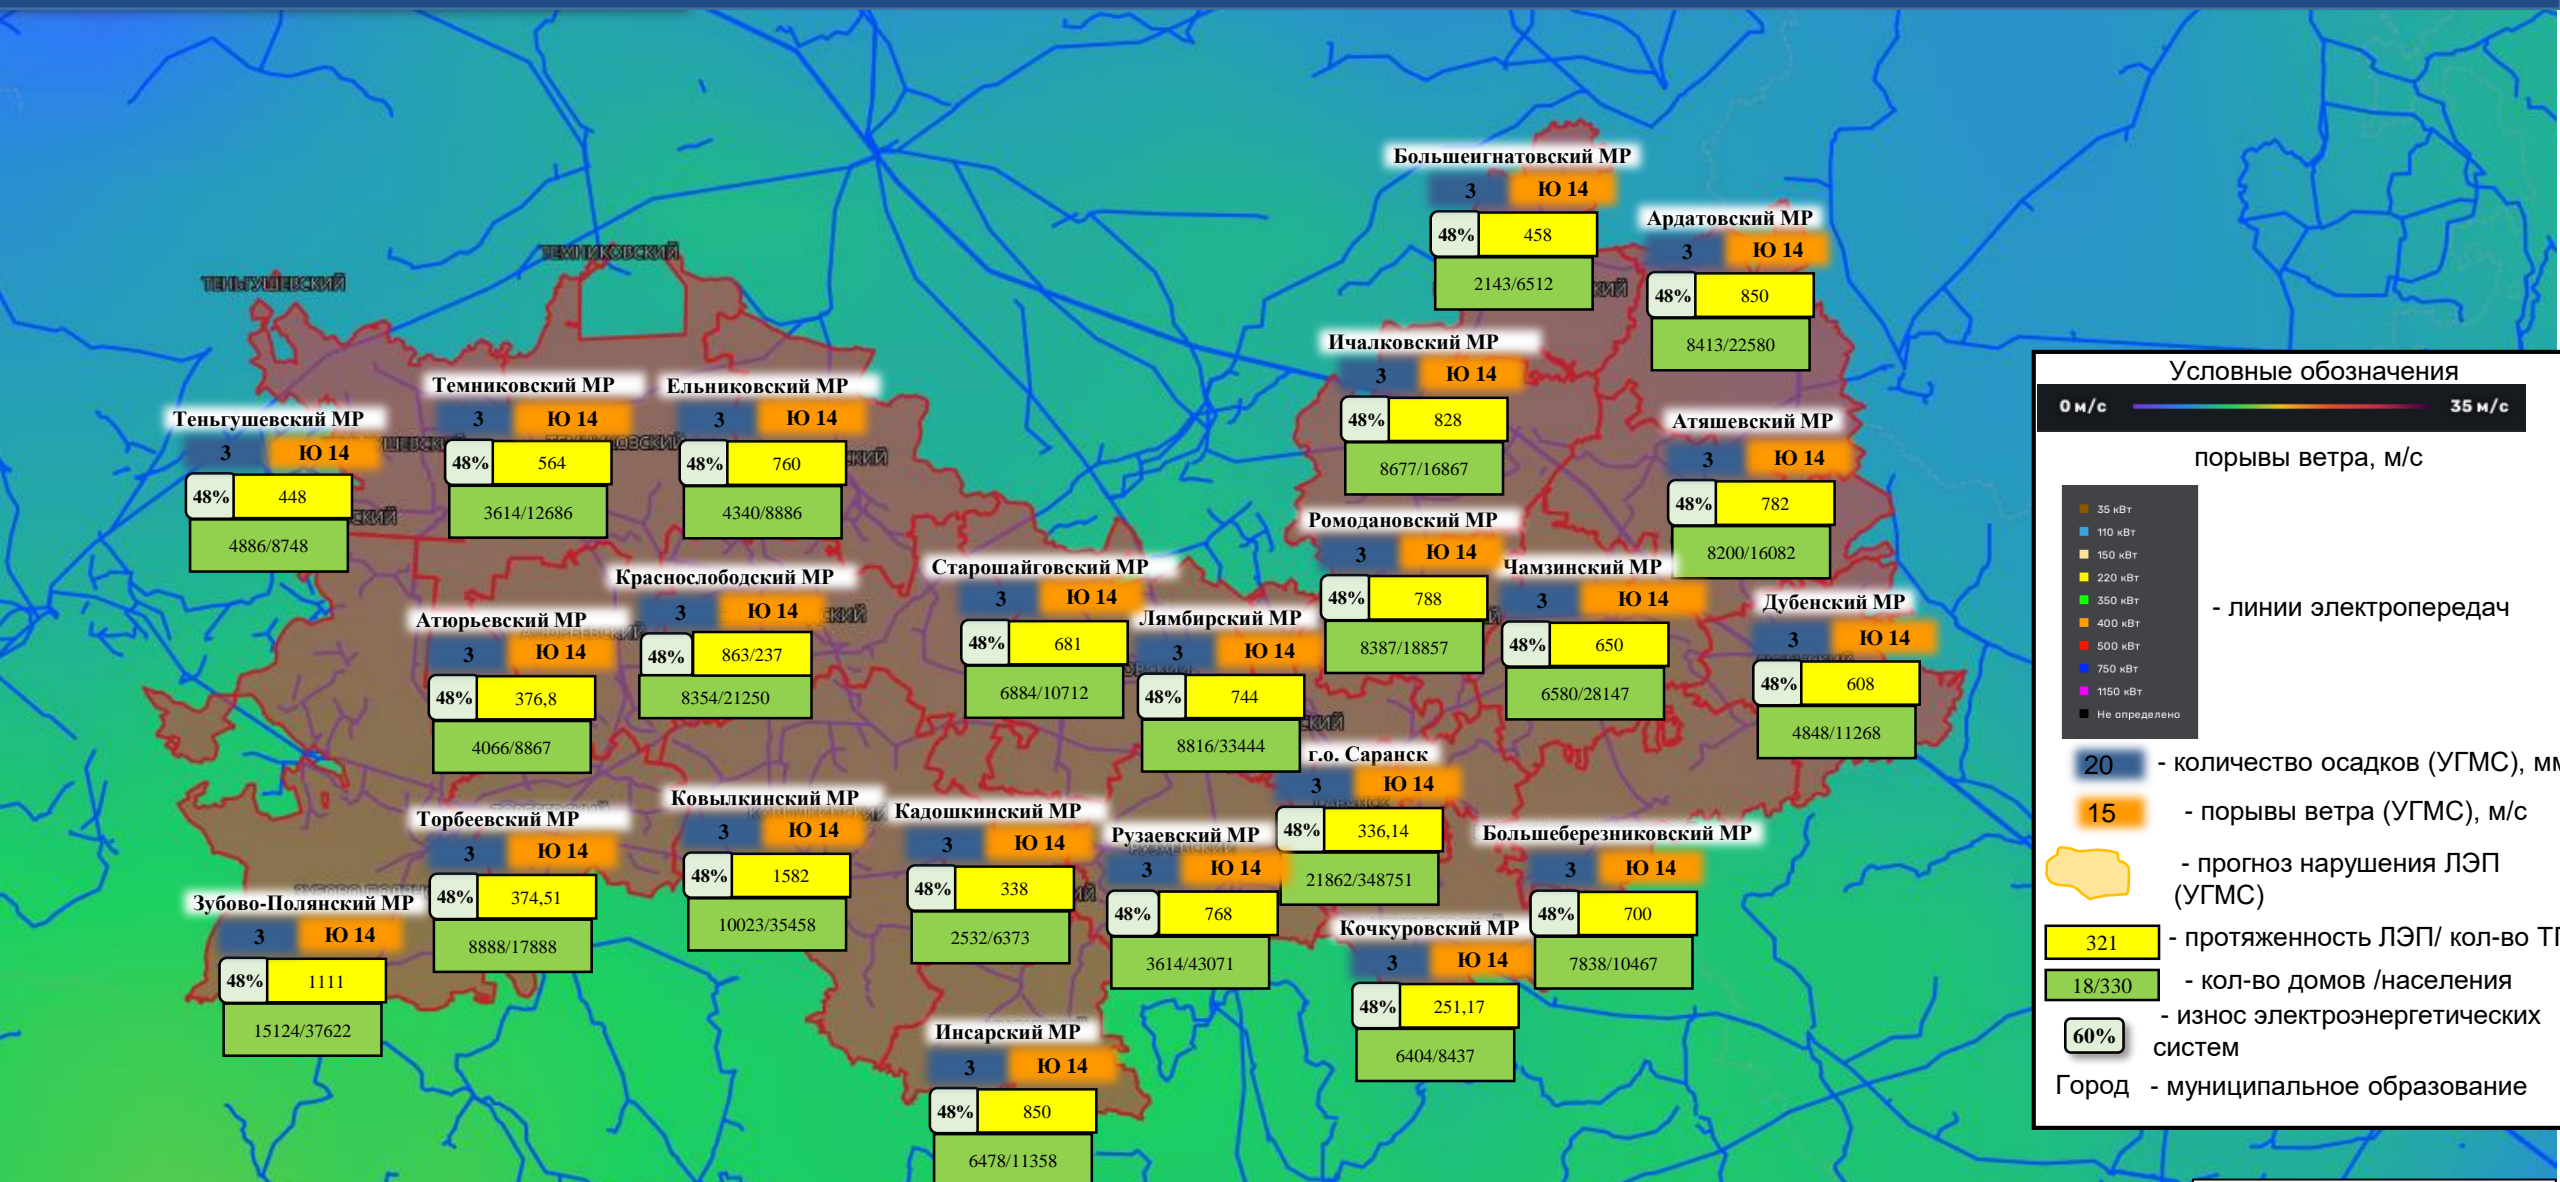 Большеигнатовский МР
3 Ю 14
48% 458
2143/6512
Ардатовский МР
3 Ю 14
48% 850
8413/22580
ТЕМНИКОВСКИЙ
ТЕНЬГУШЕВСКИЙ
Ичалковский МР
3 Ю 14
48% 828
8677/16867
Темниковский МР
3 Ю 14
48% 564
3614/12686
Ельниковский МР
3 Ю 14
48% 760
4340/8886
Теньгушевский МР
3 Ю 14
48% 448
4886/8748
Атяшевский МР
3 Ю 14
48% 782
8200/16082
Ромодановский МР
3 Ю 14
48% 788
8387/18857
Чамзинский МР
3 Ю 14
48% 650
6580/28147
Старошайговский МР
3 Ю 14
48% 681
6884/10712
Краснослободский МР
3 Ю 14
48% 863/237
8354/21250
Дубенский МР
3 Ю 14
48% 608
4848/11268
Атюрьевский МР
3 Ю 14
48% 376,8
4066/8867
Лямбирский МР
3 Ю 14
48% 744
8816/33444
г.о. Саранск
3 Ю 14
48% 336,14
21862/348751
Ковылкинский МР
3 Ю 14
48% 1582
10023/35458
Кадошкинский МР
3 Ю 14
48% 338
2532/6373
Торбеевский МР
3 Ю 14
48% 374,51
8888/17888
Рузаевский МР
3 Ю 14
48% 768
3614/43071
Большеберезниковский МР
3 Ю 14
48% 700
7838/10467
Зубово-Полянский МР
3 Ю 14
48% 1111
15124/37622
Кочкуровский МР
3 Ю 14
48% 251,17
6404/8437
Инсарский МР
3 Ю 14
48% 850
6478/11358
Условные обозначения
0 м/с 35 м/с
порывы ветра, м/с
35 кВт
110 кВт
150 кВт
220 кВт
350 кВт
400 кВт
500 кВт
750 кВт
1150 кВт
Не определено
- линии электропередач
20 - количество осадков (УГМС), мм
15 - порывы ветра (УГМС), м/с
- прогноз нарушения ЛЭП
(УГМС)
321 - протяженность ЛЭП/ кол-во ТП
18/330 - кол-во домов /населения
- износ электроэнергетических
60% систем
Город - муниципальное образование